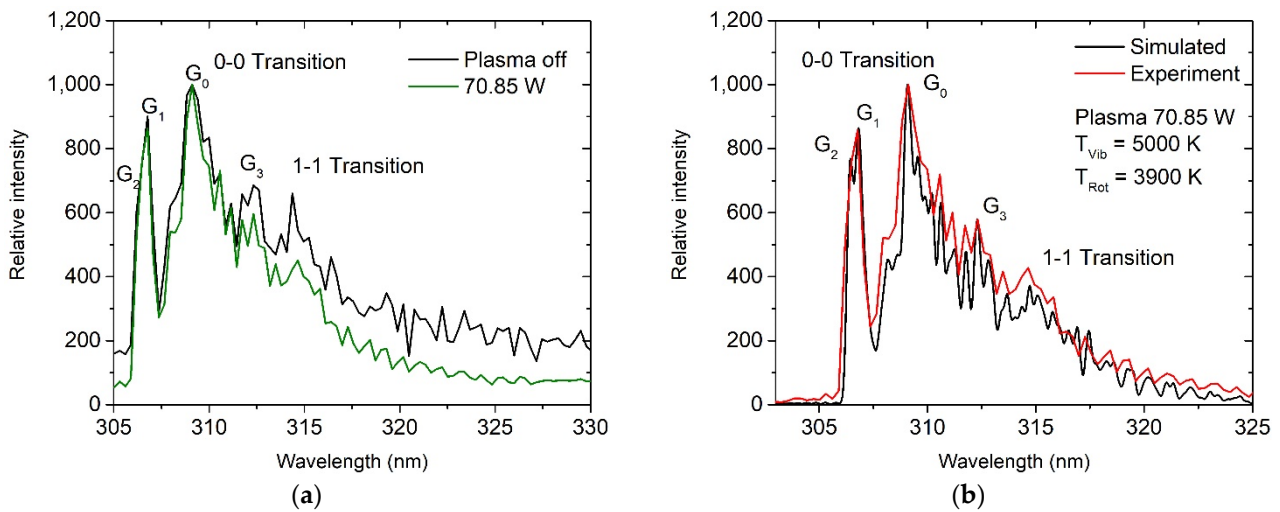 1,200
1,000
800
600
400
200
0
Relative intensity
0-0 Transition
G₀
G₁
G₂
G₃
1-1 Transition
Plasma off
70.85 W
305
310
315
320
325
330
Wavelength (nm)
(a)
1,200
1,000
800
600
400
200
0
Relative intensity
0-0 Transition
G₀
G₁
G₂
G₃
1-1 Transition
Simulated
Experiment
Plasma 70.85 W
T_Vib = 5000 K
T_Rot = 3900 K
305
310
315
320
325
Wavelength (nm)
(b)